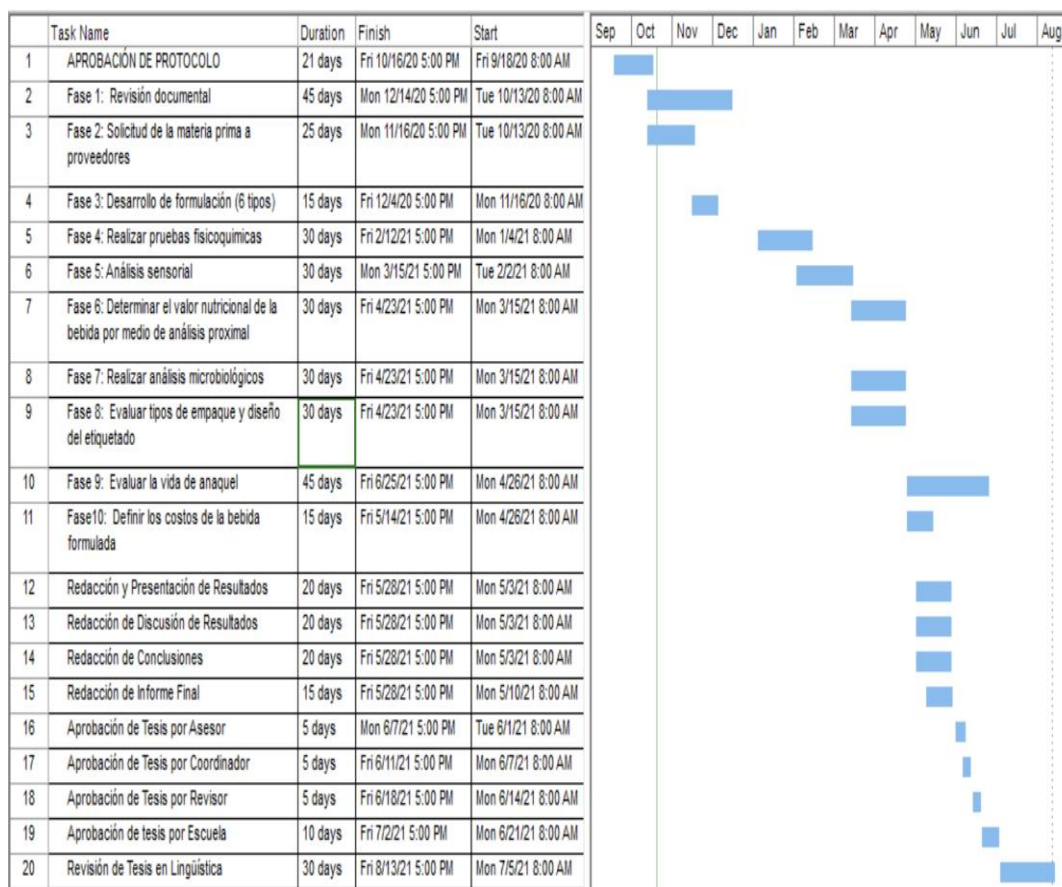 Task Name Duration Finish Start Sep Oct Nov Dec Jan Feb Mar Apr May Jun Jul Aug
1 APROBACIÓN DE PROTOCOLO 21 days Fri 10/16/20 5:00 PM Fri 9/18/20 8:00 AM
2 Fase 1: Revisión documental 45 days Mon 12/14/20 5:00 PM Tue 10/13/20 8:00 AM
3 Fase 2: Solicitud de la materia prima a 25 days Mon 11/16/20 5:00 PM Tue 10/13/20 8:00 AM
proveedores
4 Fase 3: Desarrollo de formulación (6 tipos) 15 days Fri 12/4/20 5:00 PM Mon 11/16/20 8:00 AM
5 Fase 4: Realizar pruebas fisicoquimicas 30 days Fri 2/12/21 5:00 PM Mon 1/4/21 8:00 AM
6 Fase 5: Análisis sensorial 30 days Mon 3/15/21 5:00 PM Tue 2/2/21 8:00 AM
7 Fase 6: Determinar el valor nutricional de la 30 days Fri 4/23/21 5:00 PM Mon 3/15/21 8:00 AM
bebida por medio de análisis proximal
8 Fase 7: Realizar análisis microbiológicos 30 days Fri 4/23/21 5:00 PM Mon 3/15/21 8:00 AM
9 Fase 8: Evaluar tipos de empaque y diseño 30 days Fri 4/23/21 5:00 PM Mon 3/15/21 8:00 AM
del etiquetado
10 Fase 9: Evaluar la vida de anaquel 45 days Fri 6/25/21 5:00 PM Mon 4/26/21 8:00 AM
11 Fase10: Definir los costos de la bebida 15 days Fri 5/14/21 5:00 PM Mon 4/26/21 8:00 AM
formulada
12 Redacción y Presentación de Resultados 20 days Fri 5/28/21 5:00 PM Mon 5/3/21 8:00 AM
13 Redacción de Discusión de Resultados 20 days Fri 5/28/21 5:00 PM Mon 5/3/21 8:00 AM
14 Redacción de Conclusiones 20 days Fri 5/28/21 5:00 PM Mon 5/3/21 8:00 AM
15 Redacción de Informe Final 15 days Fri 5/28/21 5:00 PM Mon 5/10/21 8:00 AM
16 Aprobación de Tesis por Asesor 5 days Mon 6/7/21 5:00 PM Tue 6/1/21 8:00 AM
17 Aprobación de Tesis por Coordinador 5 days Fri 6/11/21 5:00 PM Mon 6/7/21 8:00 AM
18 Aprobación de Tesis por Revisor 5 days Fri 6/18/21 5:00 PM Mon 6/14/21 8:00 AM
19 Aprobación de tesis por Escuela 10 days Fri 7/2/21 5:00 PM Mon 6/21/21 8:00 AM
20 Revisión de Tesis en Lingüística 30 days Fri 8/13/21 5:00 PM Mon 7/5/21 8:00 AM